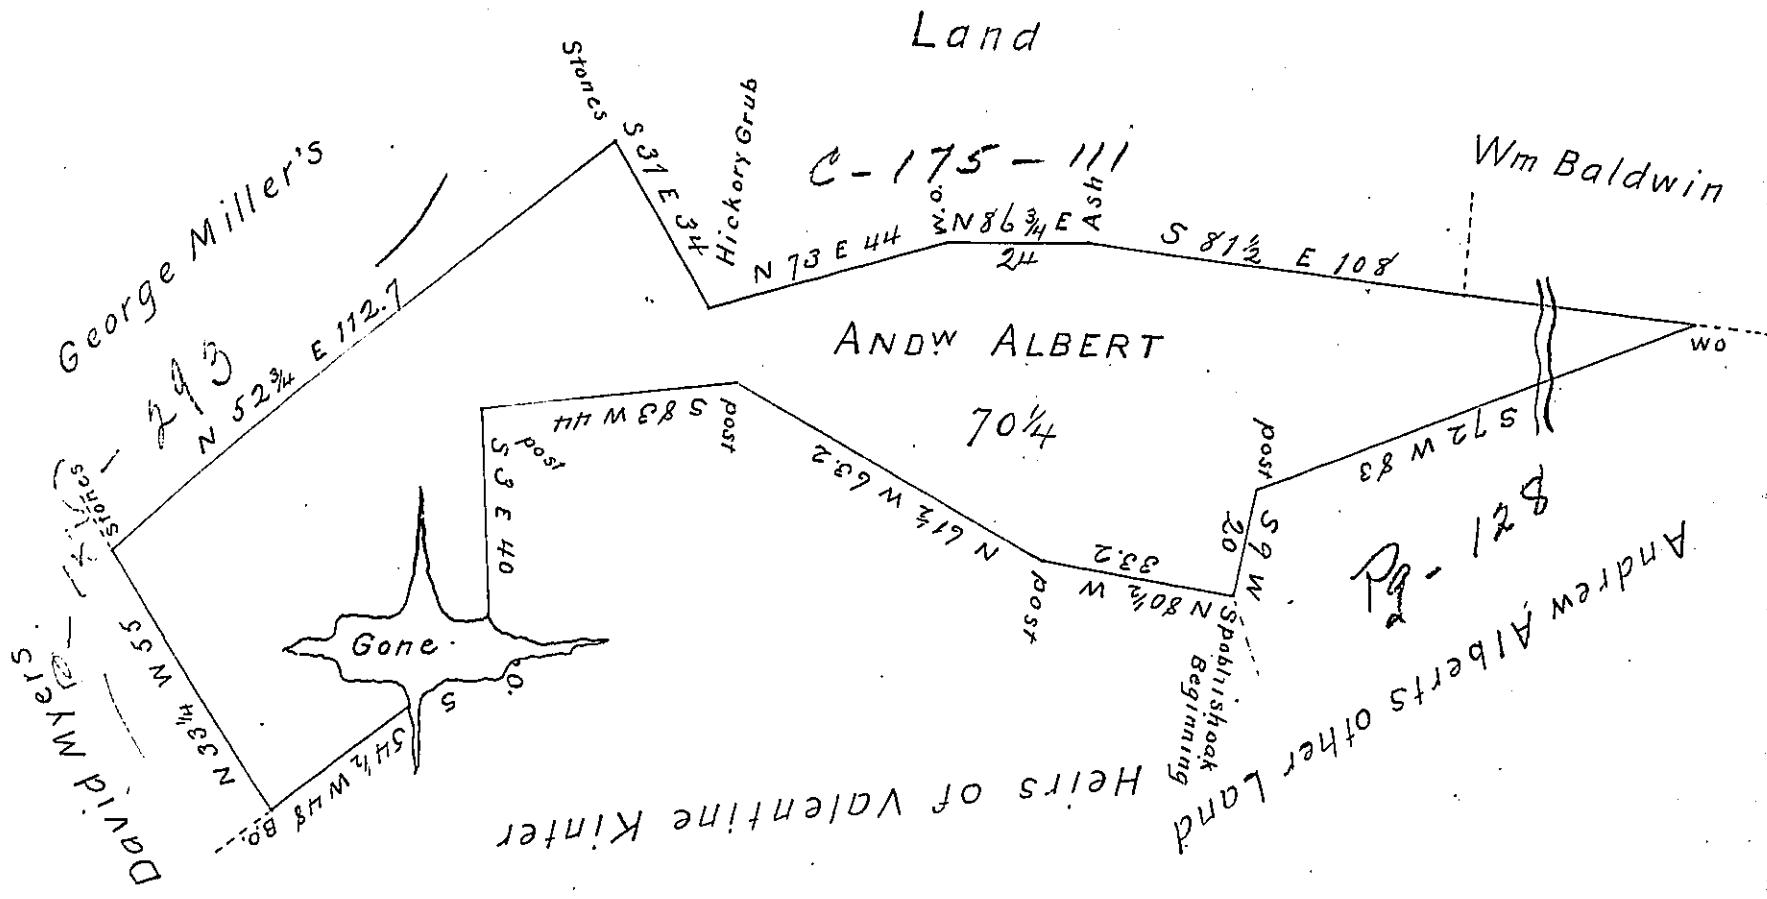 Land
George Miller's
Stones
S 31 E 34
Hickory Grub
C - 175 - 111
N 73 E 44
W.O.
N 86 3/4 E
24
Ash
S 81 1/2 E 108
Wm Baldwin
WO
N 52 3/4 E 112.7
- 293
Stones
ANDW ALBERT
70 1/4
S 72 W 83
post
S 9 W
20
Pg - 128
Andrew Alberts other Land
Spablnishoak
Beginning
N 80 1/2 W
33.2
post
N 61 1/2 W 63.2
post
S 83 W 44
post
S 3 E 40
Gone.
S
O.
54 1/2 W 48
B.O.
N 33 1/4 W 55
David Myers
Heirs of Valentine Kinter